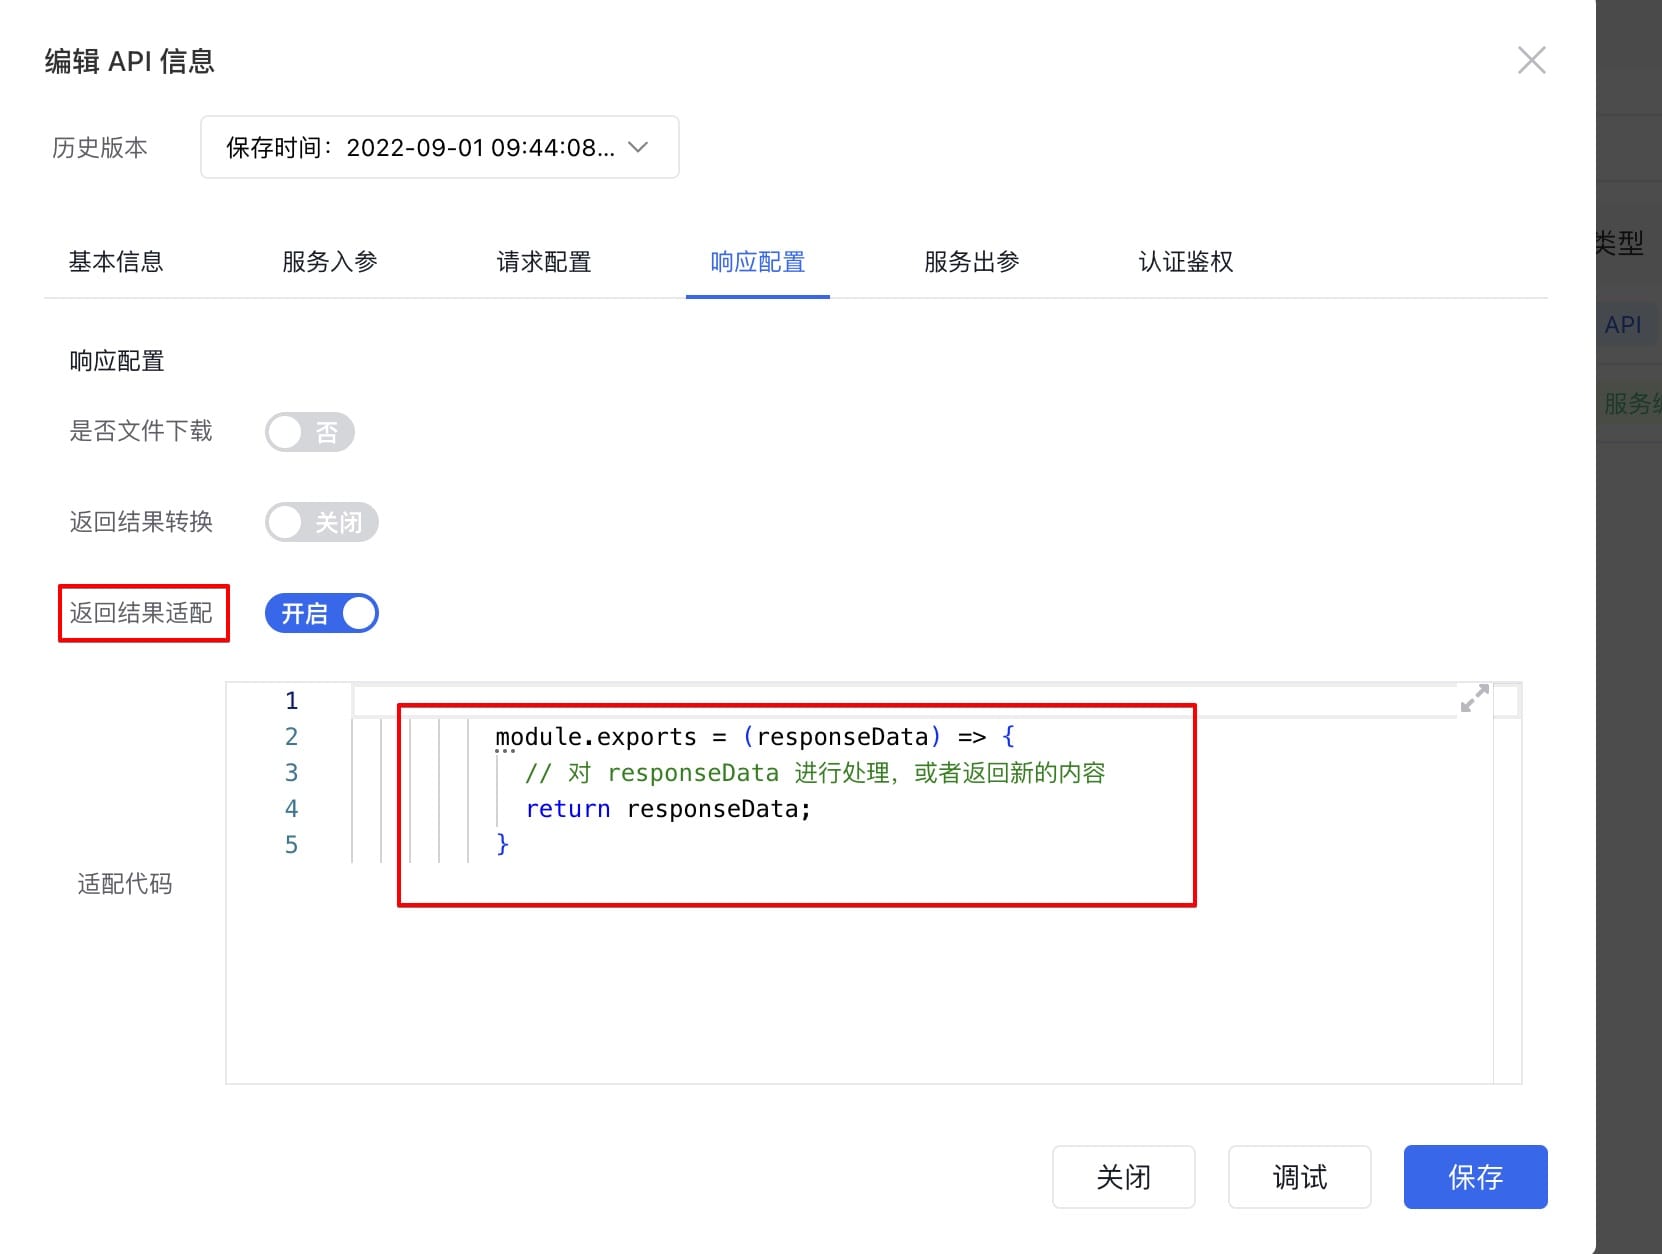 编辑 API 信息
历史版本
保存时间：2022-09-01 09:44:08...
基本信息 服务入参 请求配置 响应配置 服务出参 认证鉴权
类型
响应配置
API
是否文件下载 否
服务
返回结果转换 关闭
返回结果适配 开启
1
2 module.exports = (responseData) => {
3 // 对 responseData 进行处理，或者返回新的内容
4 return responseData;
5 }
适配代码
关闭 调试 保存